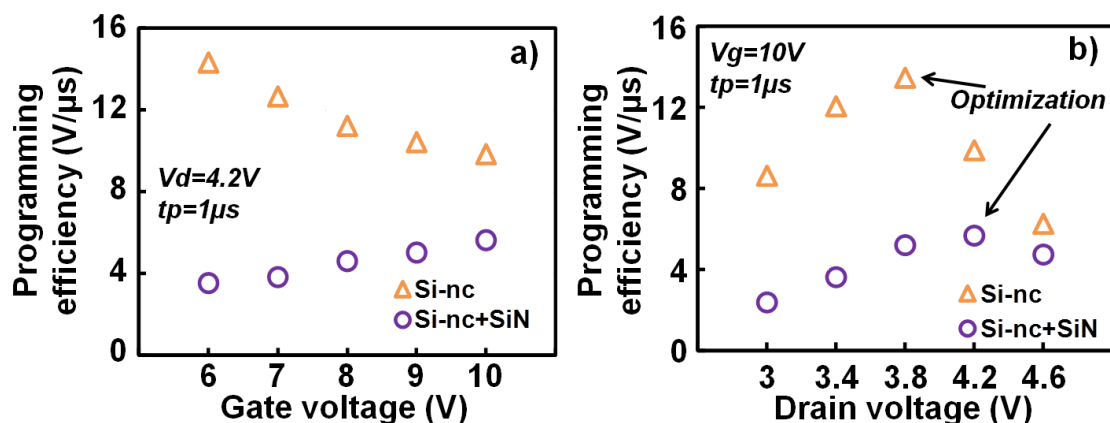 Programming
efficiency (V/µs)
16
12
8
4
0
a)
Vd=4.2V
tp=1µs
Si-nc
Si-nc+SiN
6 7 8 9 10
Gate voltage (V)
Programming
efficiency (V/µs)
16
12
8
4
0
Vg=10V
tp=1µs
b)
Optimization
Si-nc
Si-nc+SiN
3 3.4 3.8 4.2 4.6
Drain voltage (V)